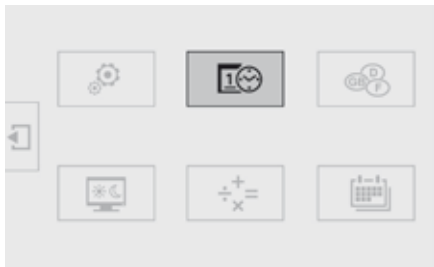 1
GB D F
÷ + × =